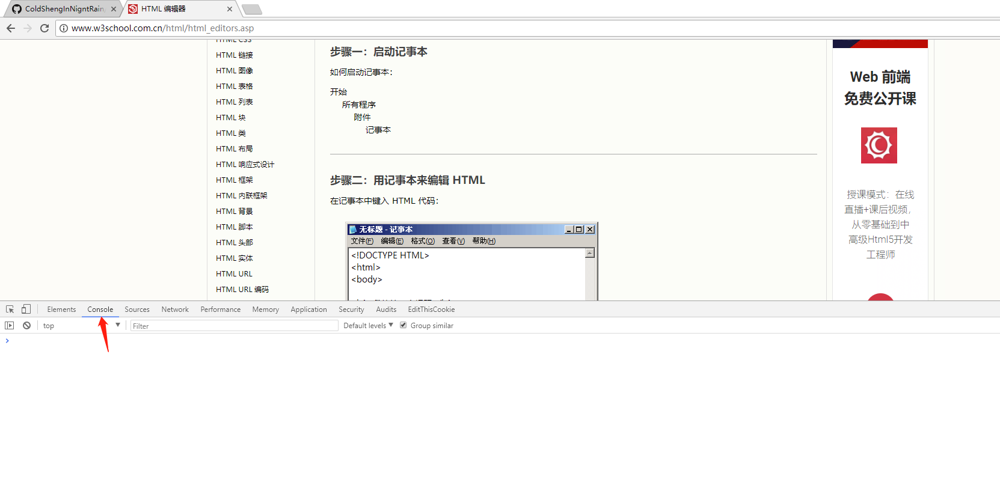 ColdShengInNigntRain
HTML 编辑器
www.w3school.com.cn/html/html_editors.asp
HTML CSS
HTML 链接
HTML 图像
HTML 表格
HTML 列表
HTML 块
HTML 类
HTML 布局
HTML 响应式设计
HTML 框架
HTML 内联框架
HTML 背景
HTML 脚本
HTML 头部
HTML 实体
HTML URL
HTML URL 编码
步骤一：启动记事本
如何启动记事本：
开始
所有程序
附件
记事本
步骤二：用记事本来编辑 HTML
在记事本中键入 HTML 代码：
无标题 - 记事本
文件(F) 编辑(E) 格式(O) 查看(V) 帮助(H)
<!DOCTYPE HTML>
<html>
<body>
Web 前端
免费公开课
授课模式：在线
直播+课后视频，
从零基础到中
高级Html5开发
工程师
Elements Console Sources Network Performance Memory Application Security Audits EditThisCookie
top Filter Default levels Group similar